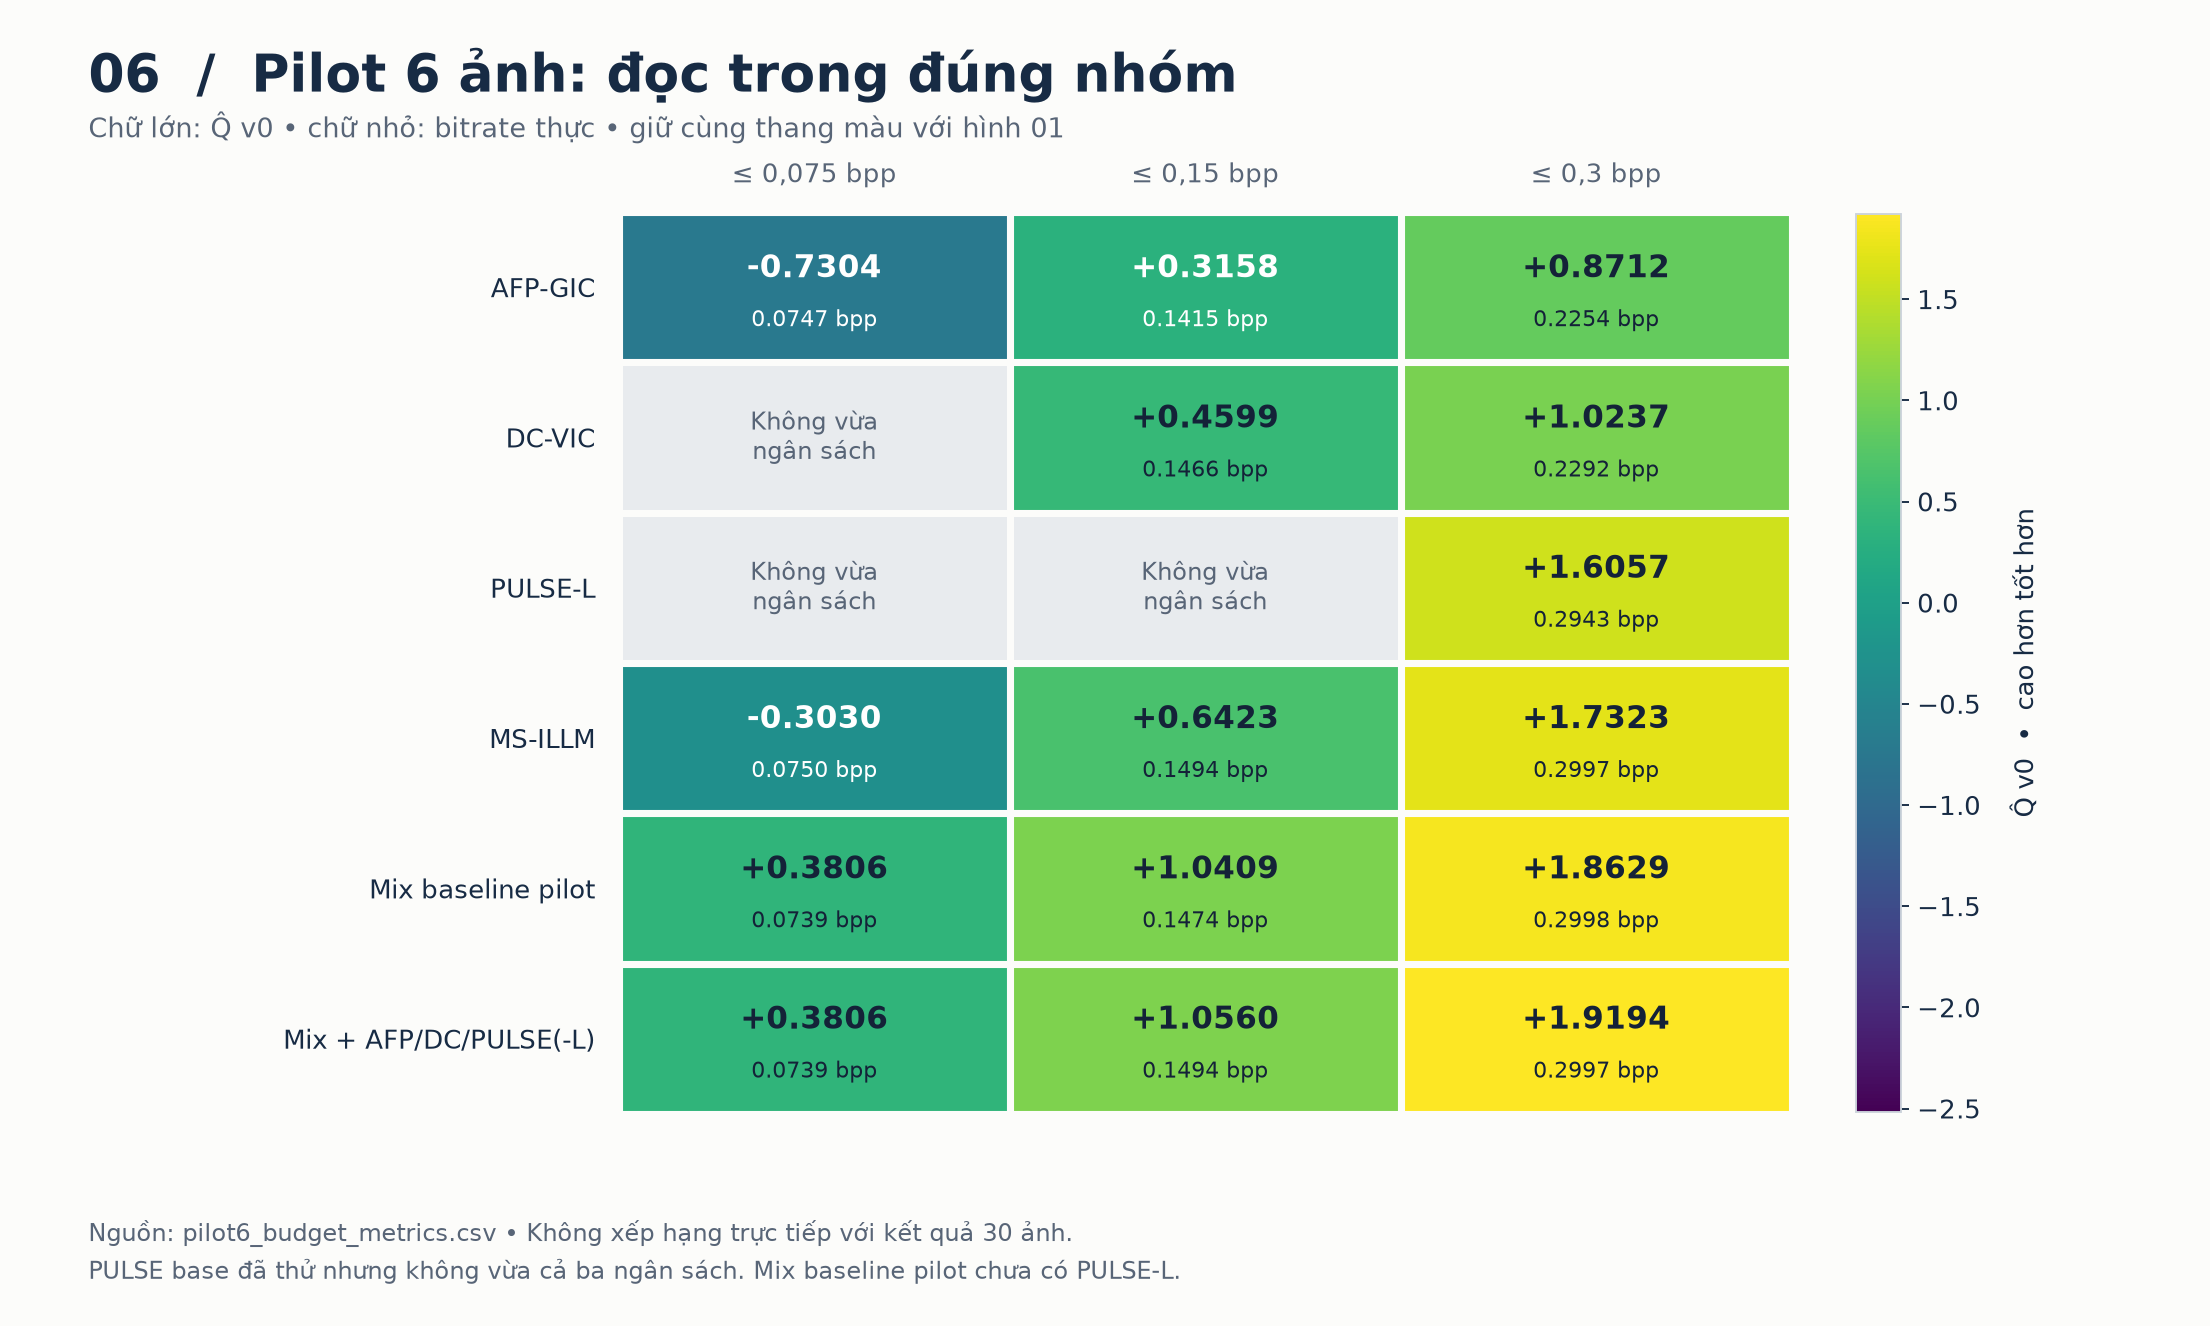 06 / Pilot 6 ảnh: đọc trong đúng nhóm
Chữ lớn: Q̂ v0 • chữ nhỏ: bitrate thực • giữ cùng thang màu với hình 01
≤ 0,075 bpp ≤ 0,15 bpp ≤ 0,3 bpp
AFP-GIC
-0.7304 +0.3158 +0.8712
0.0747 bpp 0.1415 bpp 0.2254 bpp
DC-VIC
Không vừa
ngân sách
+0.4599 +1.0237
0.1466 bpp 0.2292 bpp
PULSE-L
Không vừa
ngân sách
Không vừa
ngân sách
+1.6057
0.2943 bpp
MS-ILLM
-0.3030 +0.6423 +1.7323
0.0750 bpp 0.1494 bpp 0.2997 bpp
Mix baseline pilot
+0.3806 +1.0409 +1.8629
0.0739 bpp 0.1474 bpp 0.2998 bpp
Mix + AFP/DC/PULSE(-L)
+0.3806 +1.0560 +1.9194
0.0739 bpp 0.1494 bpp 0.2997 bpp
1.5
1.0
0.5
0.0
−0.5
−1.0
−1.5
−2.0
−2.5
Q̂ v0 • cao hơn tốt hơn
Nguồn: pilot6_budget_metrics.csv • Không xếp hạng trực tiếp với kết quả 30 ảnh.
PULSE base đã thử nhưng không vừa cả ba ngân sách. Mix baseline pilot chưa có PULSE-L.